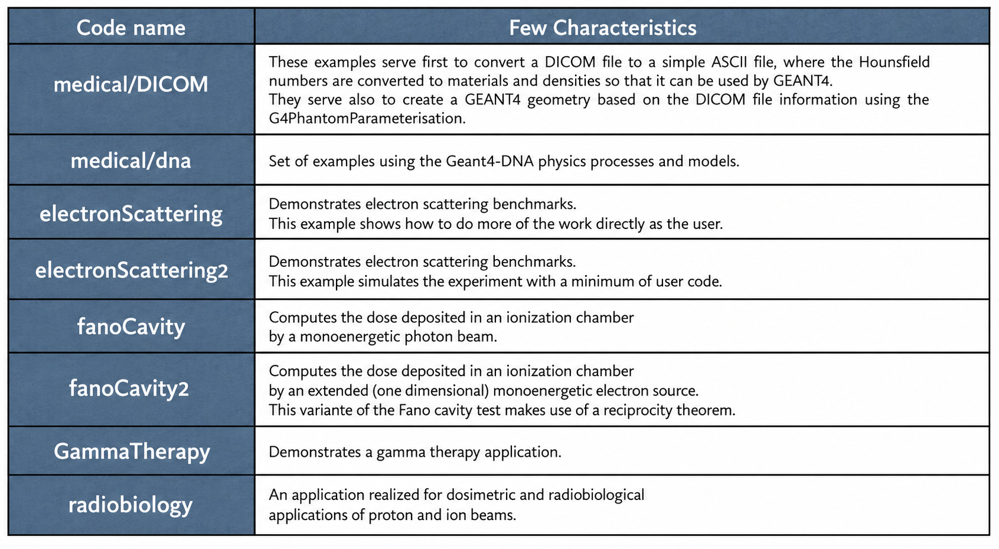 Code name
Few Characteristics
medical/DICOM
These examples serve first to convert a DICOM file to a simple ASCII file, where the Hounsfield
numbers are converted to materials and densities so that it can be used by GEANT4.
They serve also to create a GEANT4 geometry based on the DICOM file information using the
G4PhantomParameterisation.
medical/dna
Set of examples using the Geant4-DNA physics processes and models.
electronScattering
Demonstrates electron scattering benchmarks.
This example shows how to do more of the work directly as the user.
electronScattering2
Demonstrates electron scattering benchmarks.
This example simulates the experiment with a minimum of user code.
fanoCavity
Computes the dose deposited in an ionization chamber
by a monoenergetic photon beam.
fanoCavity2
Computes the dose deposited in an ionization chamber
by an extended (one dimensional) monoenergetic electron source.
This variante of the Fano cavity test makes use of a reciprocity theorem.
GammaTherapy
Demonstrates a gamma therapy application.
radiobiology
An application realized for dosimetric and radiobiological
applications of proton and ion beams.